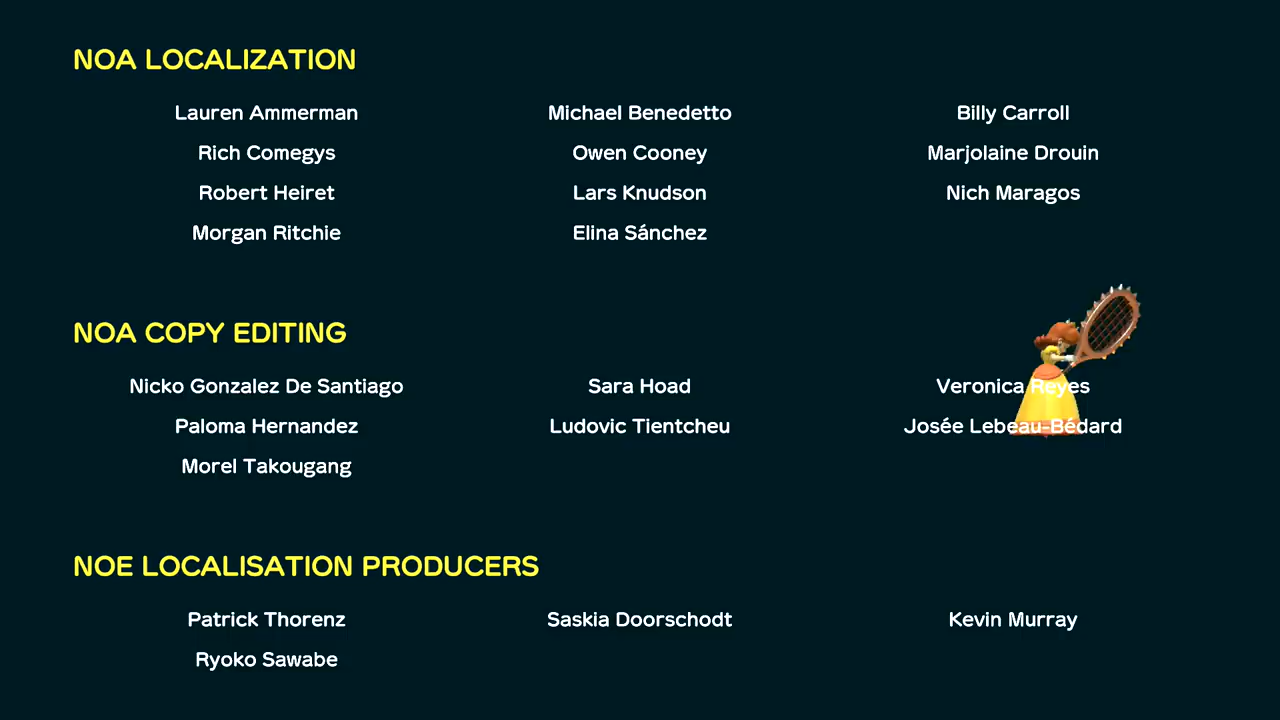 NOA LOCALIZATION
Lauren Ammerman Michael Benedetto Billy Carroll
Rich Comegys Owen Cooney Marjolaine Drouin
Robert Heiret Lars Knudson Nich Maragos
Morgan Ritchie Elina Sánchez
NOA COPY EDITING
Nicko Gonzalez De Santiago Sara Hoad Veronica Reyes
Paloma Hernandez Ludovic Tientcheu Josée Lebeau-Bédard
Morel Takougang
NOE LOCALISATION PRODUCERS
Patrick Thorenz Saskia Doorschodt Kevin Murray
Ryoko Sawabe